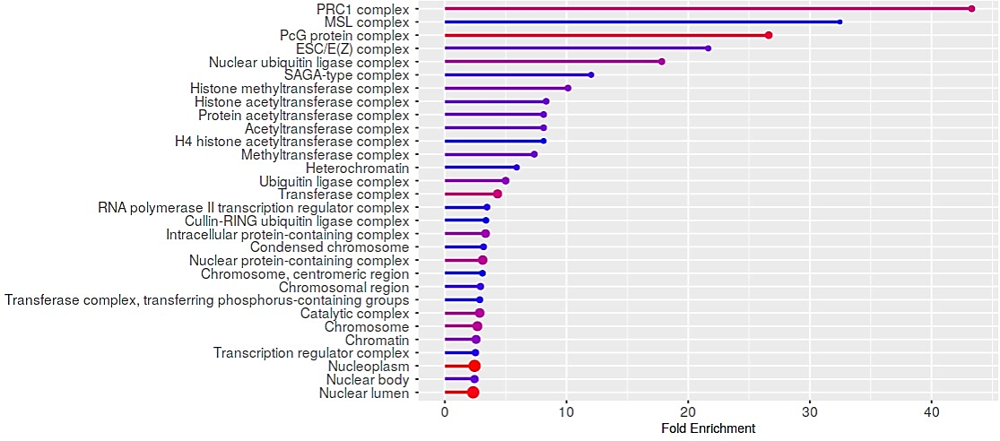 PRC1 complex
MSL complex
PcG protein complex
ESC/E(Z) complex
Nuclear ubiquitin ligase complex
SAGA-type complex
Histone methyltransferase complex
Histone acetyltransferase complex
Protein acetyltransferase complex
Acetyltransferase complex
H4 histone acetyltransferase complex
Methyltransferase complex
Heterochromatin
Ubiquitin ligase complex
Transferase complex
RNA polymerase II transcription regulator complex
Cullin-RING ubiquitin ligase complex
Intracellular protein-containing complex
Condensed chromosome
Nuclear protein-containing complex
Chromosome, centromeric region
Chromosomal region
Transferase complex, transferring phosphorus-containing groups
Catalytic complex
Chromosome
Chromatin
Transcription regulator complex
Nucleoplasm
Nuclear body
Nuclear lumen
0 10 20 30 40
Fold Enrichment